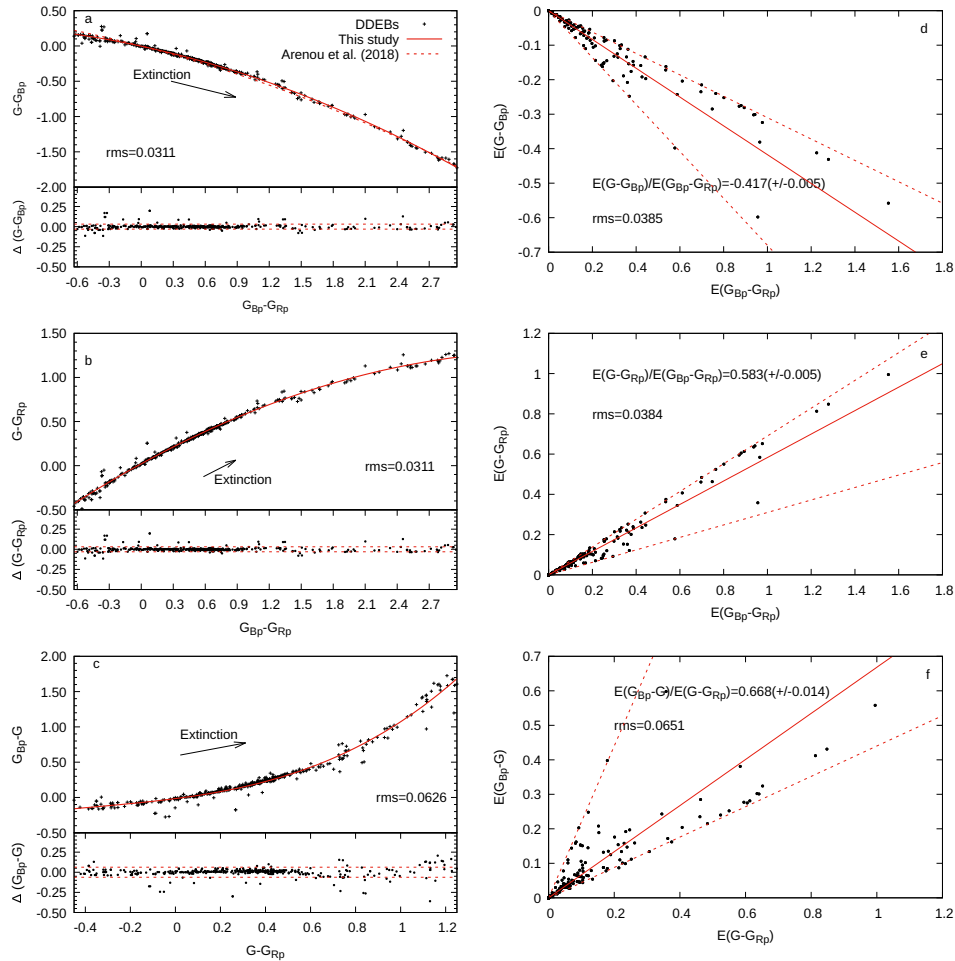 a
DDEBs
This study
Arenou et al. (2018)
Extinction
rms=0.0311
G-G_Bp
0.00
-0.50
-1.00
-1.50
-2.00
Δ (G-G_Bp)
0.25
0.00
-0.25
-0.50
-0.6 -0.3 0 0.3 0.6 0.9 1.2 1.5 1.8 2.1 2.4 2.7
G_Bp-G_Rp
d
E(G-G_Bp)
0
-0.1
-0.2
-0.3
-0.4
-0.5
-0.6
-0.7
E(G-G_Bp)/E(G_Bp-G_Rp)=-0.417(+/-0.005)
rms=0.0385
0 0.2 0.4 0.6 0.8 1 1.2 1.4 1.6 1.8
E(G_Bp-G_Rp)
b
G-G_Rp
1.50
1.00
0.50
0.00
-0.50
rms=0.0311
Extinction
Δ (G-G_Rp)
0.25
0.00
-0.25
-0.50
-0.6 -0.3 0 0.3 0.6 0.9 1.2 1.5 1.8 2.1 2.4 2.7
G_Bp-G_Rp
e
E(G-G_Rp)
1.2
1
0.8
0.6
0.4
0.2
0
E(G-G_Rp)/E(G_Bp-G_Rp)=0.583(+/-0.005)
rms=0.0384
0 0.2 0.4 0.6 0.8 1 1.2 1.4 1.6 1.8
E(G_Bp-G_Rp)
c
G_Bp-G
2.00
1.50
1.00
0.50
0.00
-0.50
Extinction
rms=0.0626
Δ (G_Bp-G)
0.25
0.00
-0.25
-0.50
-0.4 -0.2 0 0.2 0.4 0.6 0.8 1 1.2
G-G_Rp
f
E(G_Bp-G)
0.7
0.6
0.5
0.4
0.3
0.2
0.1
0
E(G_Bp-G)/E(G-G_Rp)=0.668(+/-0.014)
rms=0.0651
0 0.2 0.4 0.6 0.8 1 1.2
E(G-G_Rp)